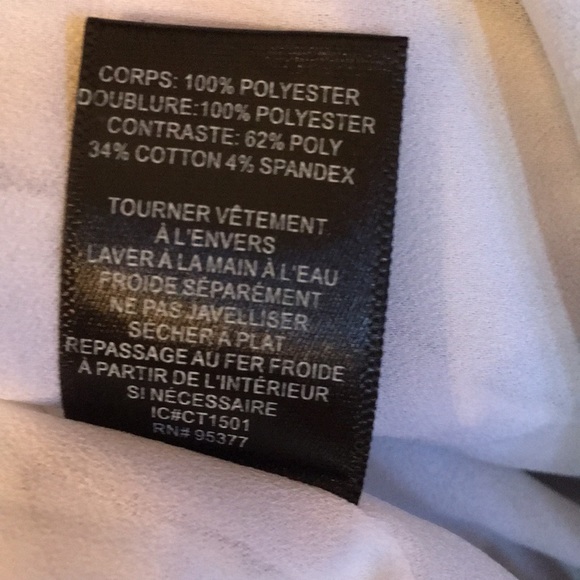 CORPS: 100% POLYESTER
DOUBLURE:100% POLYESTER
CONTRASTE: 62% POLY
34% COTTON 4% SPANDEX
TOURNER VÊTEMENT
À L'ENVERS
LAVER À LA MAIN À L'EAU
FROIDE SÉPARÉMENT
NE PAS JAVELLISER
SÉCHER À PLAT
REPASSAGE AU FER FROIDE
À PARTIR DE L'INTÉRIEUR
SI NÉCESSAIRE
IC#CT1501
RN# 95377